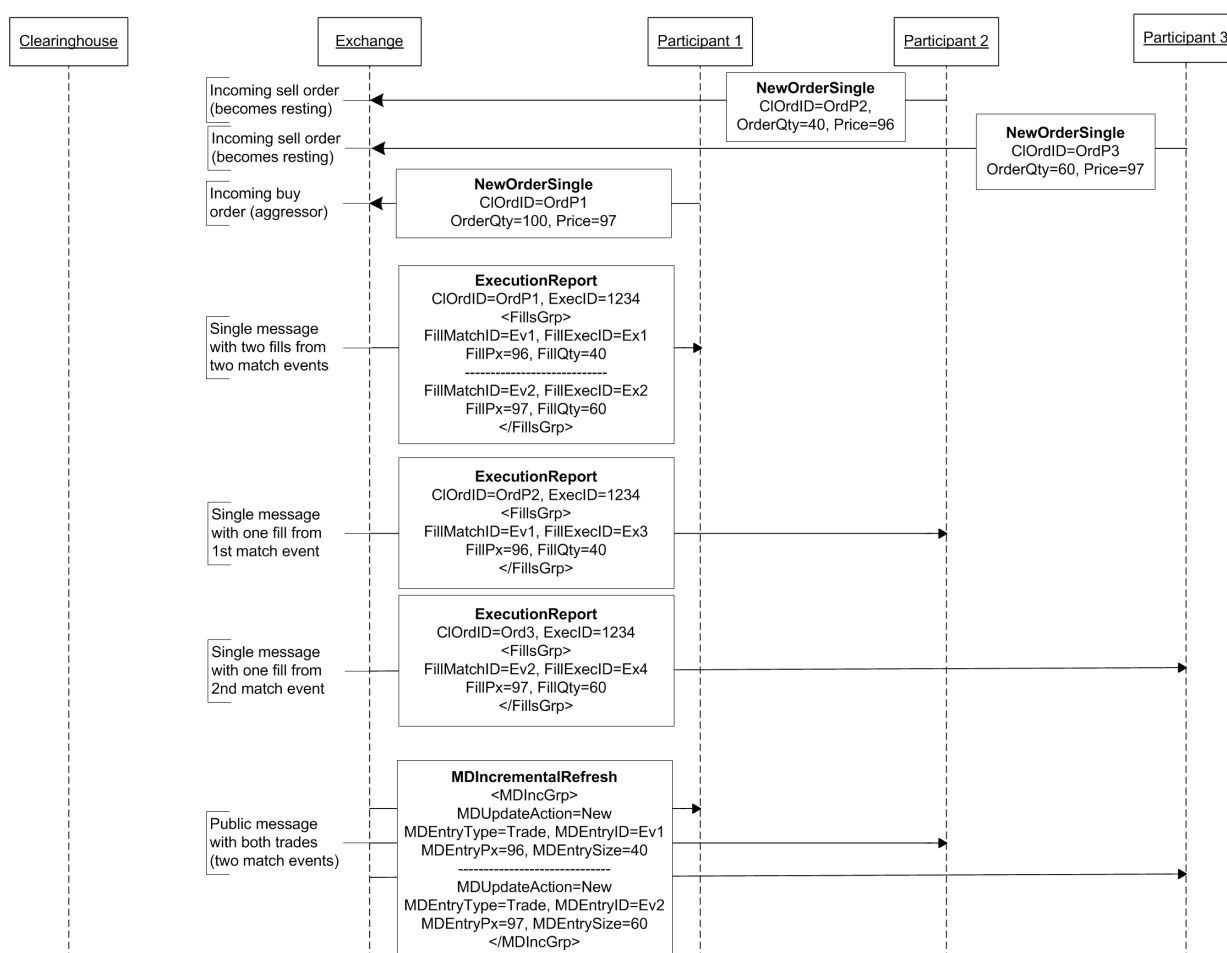 Clearinghouse
Exchange
Participant 1
Participant 2
Participant 3
Incoming sell order
(becomes resting)
NewOrderSingle
ClOrdID=OrdP2,
OrderQty=40, Price=96
Incoming sell order
(becomes resting)
NewOrderSingle
ClOrdID=OrdP3
OrderQty=60, Price=97
Incoming buy
order (aggressor)
NewOrderSingle
ClOrdID=OrdP1
OrderQty=100, Price=97
Single message
with two fills from
two match events
ExecutionReport
ClOrdID=OrdP1, ExecID=1234
<FillsGrp>
FillMatchID=Ev1, FillExecID=Ex1
FillPx=96, FillQty=40
----------------------------
FillMatchID=Ev2, FillExecID=Ex2
FillPx=97, FillQty=60
</FillsGrp>
Single message
with one fill from
1st match event
ExecutionReport
ClOrdID=OrdP2, ExecID=1234
<FillsGrp>
FillMatchID=Ev1, FillExecID=Ex3
FillPx=96, FillQty=40
</FillsGrp>
Single message
with one fill from
2nd match event
ExecutionReport
ClOrdID=Ord3, ExecID=1234
<FillsGrp>
FillMatchID=Ev2, FillExecID=Ex4
FillPx=97, FillQty=60
</FillsGrp>
Public message
with both trades
(two match events)
MDIncrementalRefresh
<MDIncGrp>
MDUpdateAction=New
MDEntryType=Trade, MDEntryID=Ev1
MDEntryPx=96, MDEntrySize=40
------------------------------
MDUpdateAction=New
MDEntryType=Trade, MDEntryID=Ev2
MDEntryPx=97, MDEntrySize=60
</MDIncGrp>